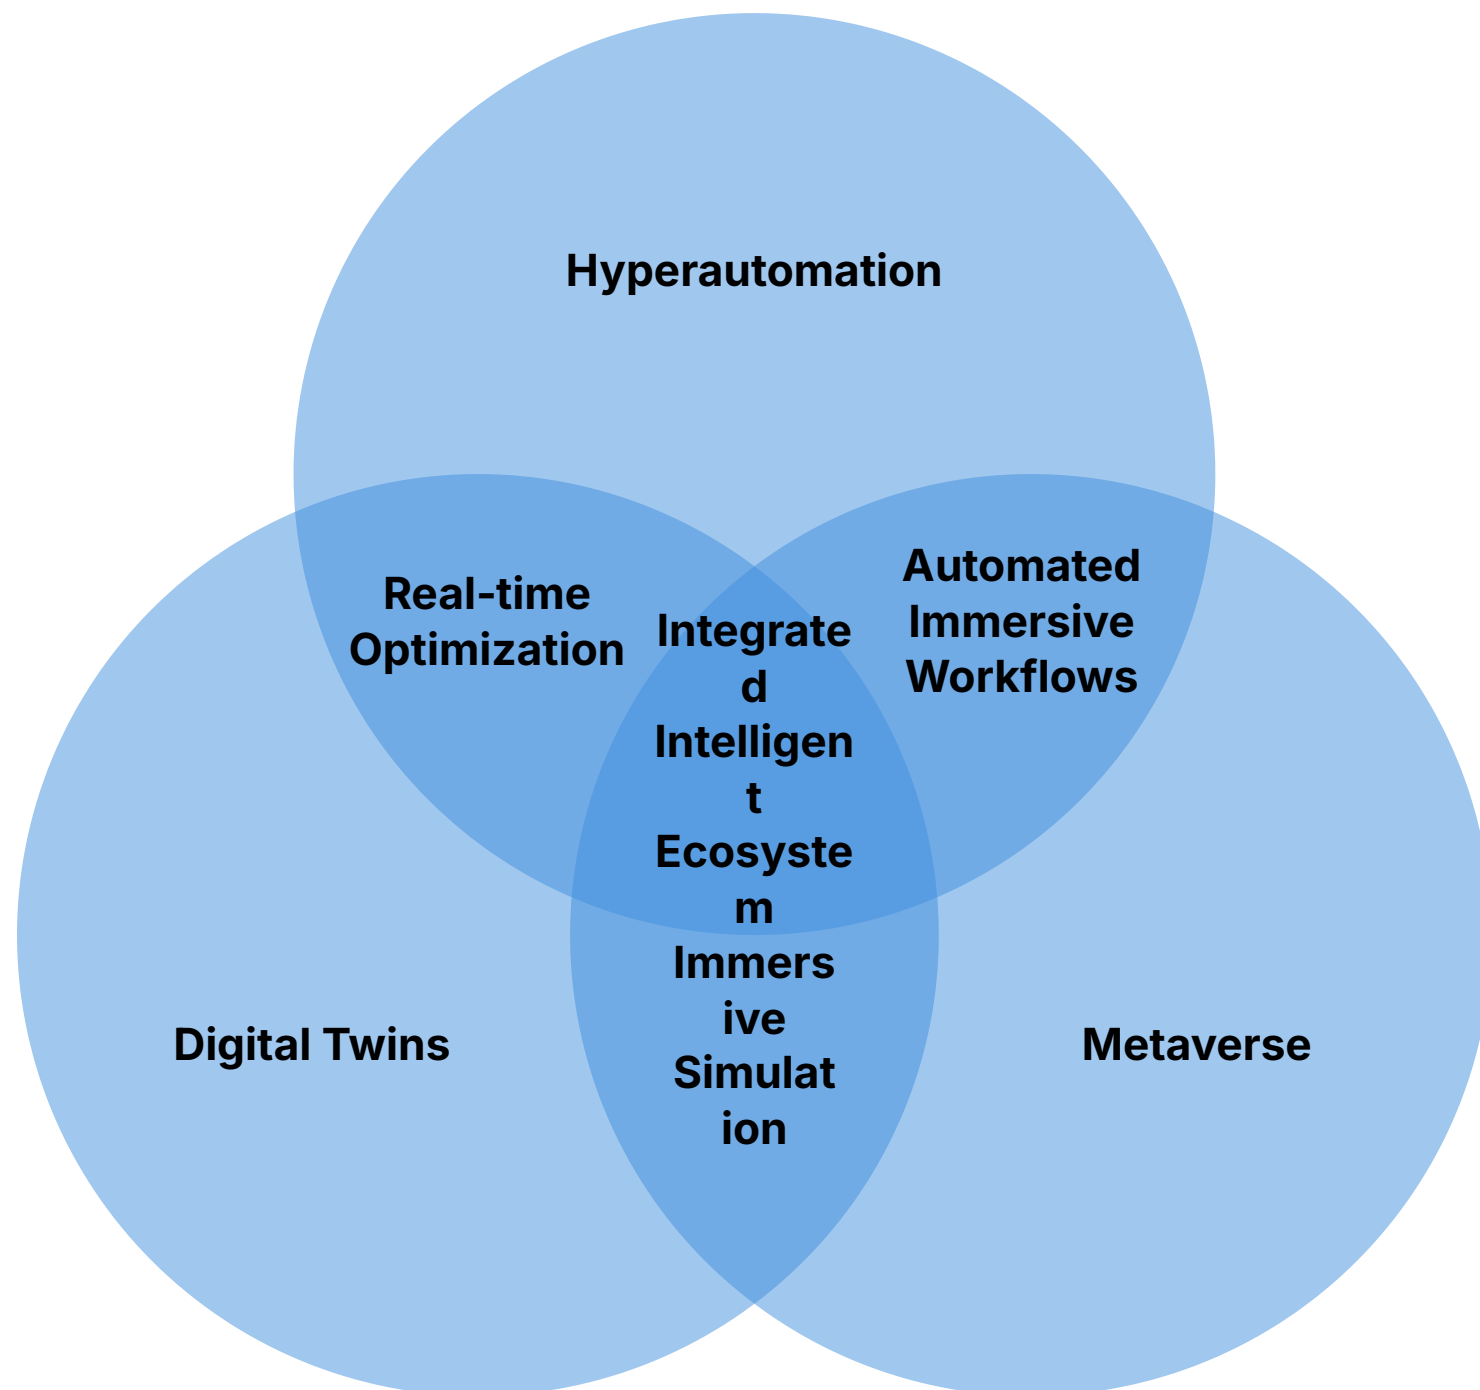 Hyperautomation
Real-time
Optimization
Automated
Immersive
Workflows
Integrate
d
Intelligen
t
Ecosyste
m
Immers
ive
Simulat
ion
Digital Twins
Metaverse